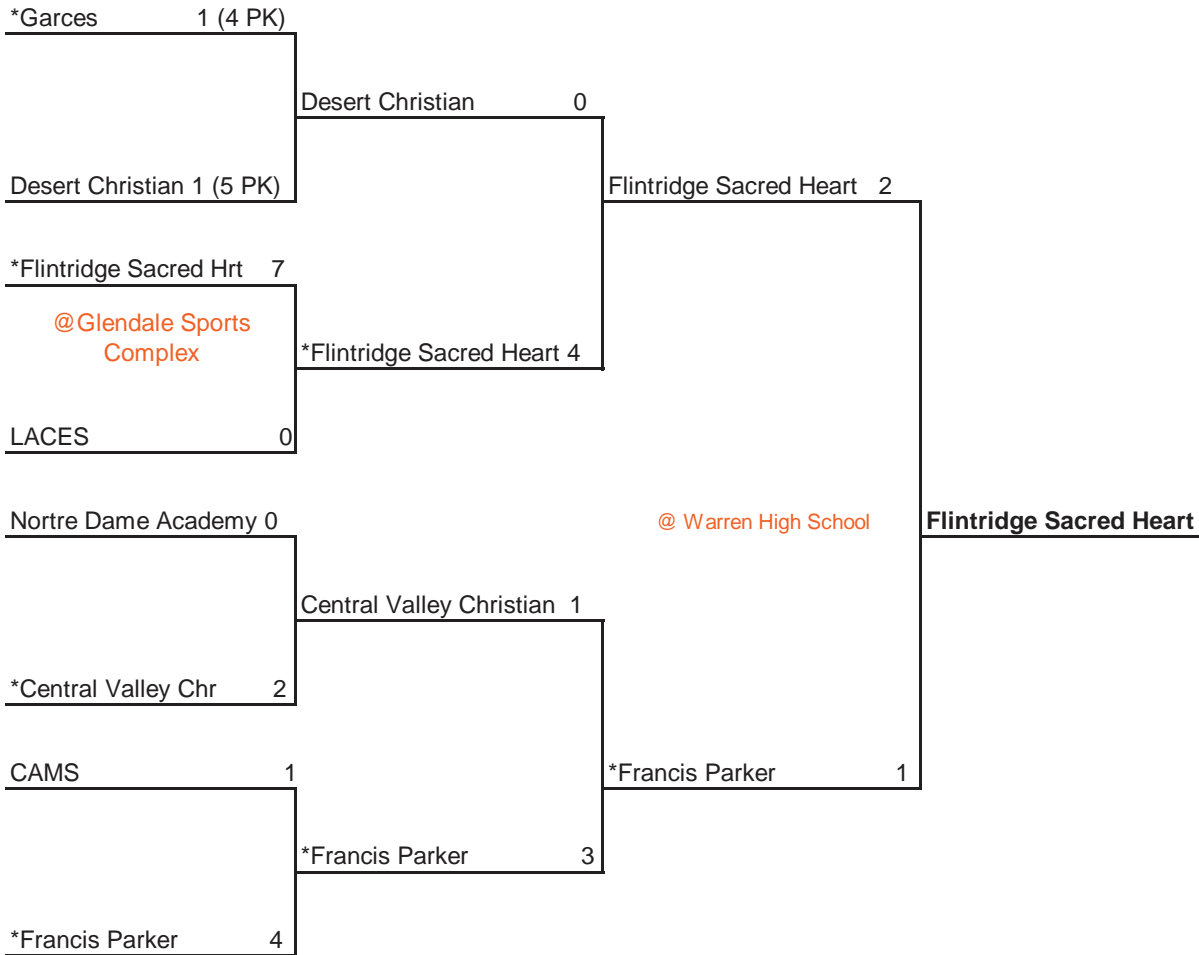 *Garces 1 (4 PK)
Desert Christian 0
Desert Christian 1 (5 PK)
Flintridge Sacred Heart 2
*Flintridge Sacred Hrt 7
@Glendale Sports
Complex
*Flintridge Sacred Heart 4
LACES 0
Nortre Dame Academy 0
@ Warren High School
Flintridge Sacred Heart
Central Valley Christian 1
*Central Valley Chr 2
CAMS 1
*Francis Parker 1
*Francis Parker 3
*Francis Parker 4